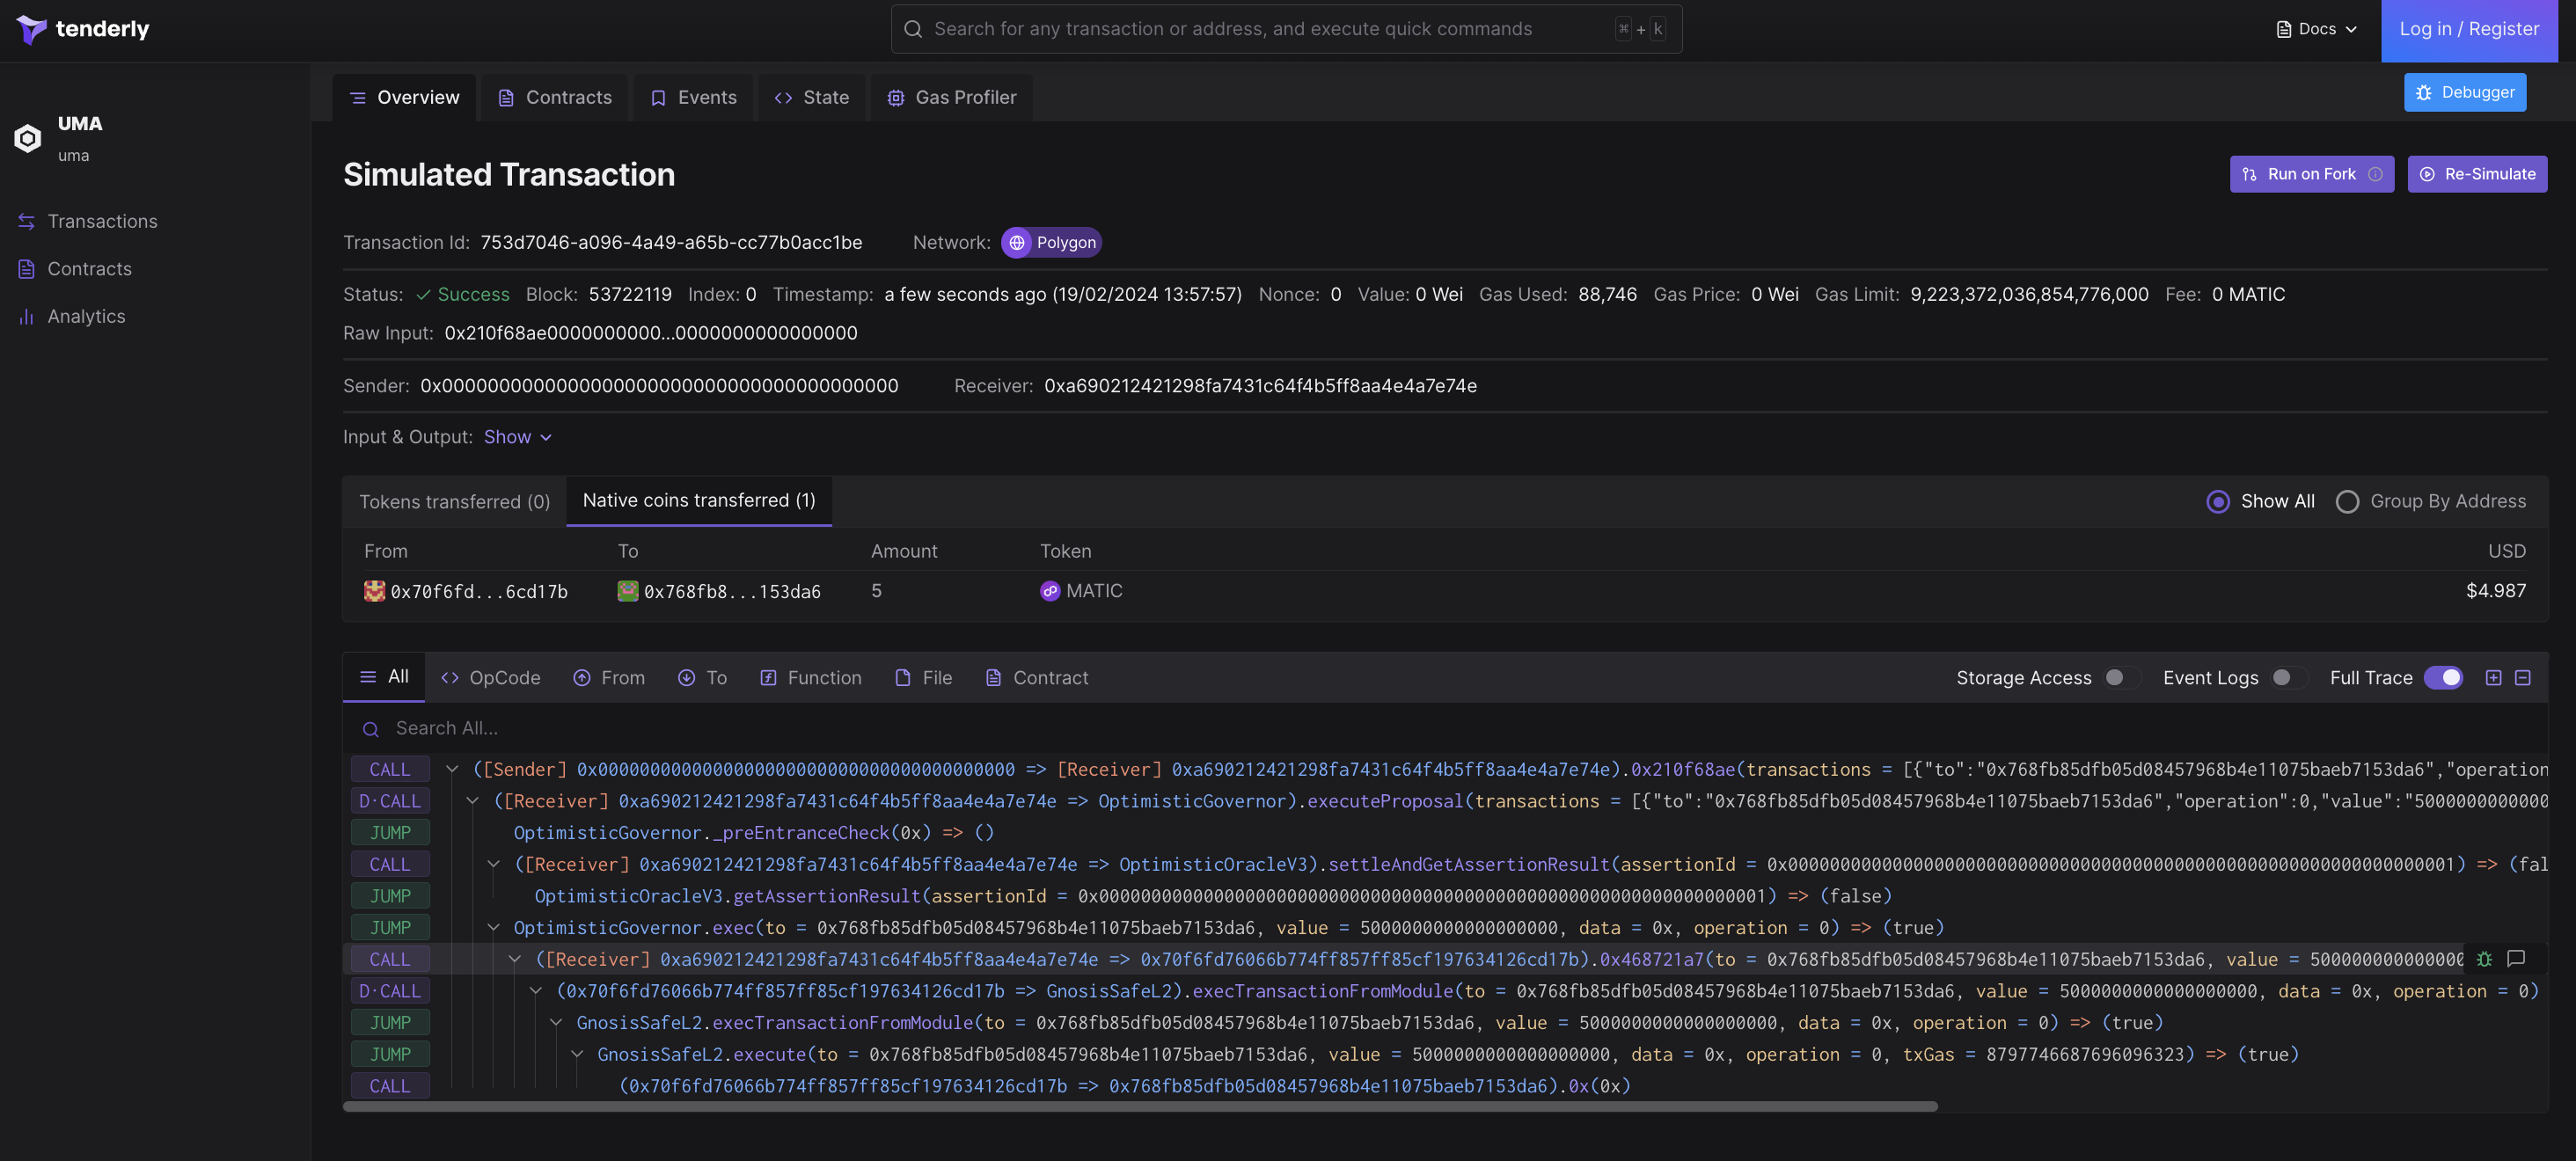 tenderly
Search for any transaction or address, and execute quick commands
⌘ + k
Docs
Log in / Register
UMA
uma
Transactions
Contracts
Analytics
Overview
Contracts
Events
State
Gas Profiler
Debugger
Simulated Transaction
Run on Fork
Re-Simulate
Transaction Id: 753d7046-a096-4a49-a65b-cc77b0acc1be Network: Polygon
Status: Success Block: 53722119 Index: 0 Timestamp: a few seconds ago (19/02/2024 13:57:57) Nonce: 0 Value: 0 Wei Gas Used: 88,746 Gas Price: 0 Wei Gas Limit: 9,223,372,036,854,776,000 Fee: 0 MATIC
Raw Input: 0x210f68ae0000000000...0000000000000000
Sender: 0x0000000000000000000000000000000000000000 Receiver: 0xa690212421298fa7431c64f4b5ff8aa4e4a7e74e
Input & Output: Show
Tokens transferred (0) Native coins transferred (1) Show All Group By Address
From To Amount Token USD
0x70f6fd...6cd17b 0x768fb8...153da6 5 MATIC $4.987
All OpCode From To Function File Contract Storage Access Event Logs Full Trace
Search All...
CALL ([Sender] 0x0000000000000000000000000000000000000000 => [Receiver] 0xa690212421298fa7431c64f4b5ff8aa4e4a7e74e).0x210f68ae(transactions = [{"to":"0x768fb85dfb05d08457968b4e11075baeb7153da6","operation
D·CALL ([Receiver] 0xa690212421298fa7431c64f4b5ff8aa4e4a7e74e => OptimisticGovernor).executeProposal(transactions = [{"to":"0x768fb85dfb05d08457968b4e11075baeb7153da6","operation":0,"value":"5000000000000
JUMP OptimisticGovernor._preEntranceCheck(0x) => ()
CALL ([Receiver] 0xa690212421298fa7431c64f4b5ff8aa4e4a7e74e => OptimisticOracleV3).settleAndGetAssertionResult(assertionId = 0x0000000000000000000000000000000000000000000000000000000000000001) => (fal
JUMP OptimisticOracleV3.getAssertionResult(assertionId = 0x0000000000000000000000000000000000000000000000000000000000000001) => (false)
JUMP OptimisticGovernor.exec(to = 0x768fb85dfb05d08457968b4e11075baeb7153da6, value = 5000000000000000000, data = 0x, operation = 0) => (true)
CALL ([Receiver] 0xa690212421298fa7431c64f4b5ff8aa4e4a7e74e => 0x70f6fd76066b774ff857ff85cf197634126cd17b).0x468721a7(to = 0x768fb85dfb05d08457968b4e11075baeb7153da6, value = 500000000000000
D·CALL (0x70f6fd76066b774ff857ff85cf197634126cd17b => GnosisSafeL2).execTransactionFromModule(to = 0x768fb85dfb05d08457968b4e11075baeb7153da6, value = 5000000000000000000, data = 0x, operation = 0)
JUMP GnosisSafeL2.execTransactionFromModule(to = 0x768fb85dfb05d08457968b4e11075baeb7153da6, value = 5000000000000000000, data = 0x, operation = 0) => (true)
JUMP GnosisSafeL2.execute(to = 0x768fb85dfb05d08457968b4e11075baeb7153da6, value = 5000000000000000000, data = 0x, operation = 0, txGas = 8797746687696096323) => (true)
CALL (0x70f6fd76066b774ff857ff85cf197634126cd17b => 0x768fb85dfb05d08457968b4e11075baeb7153da6).0x(0x)